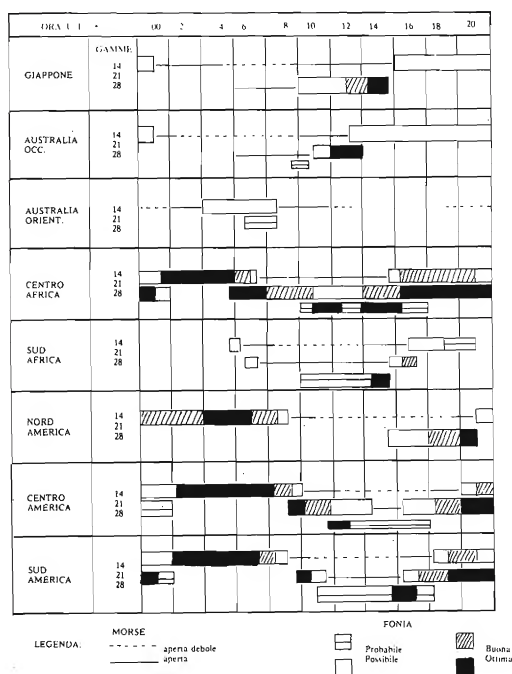 ORA U T 00 2 4 6 8 10 12 14 16 18 20
GAMME
GIAPPONE 14
21
28
AUSTRALIA 14
OCC. 21
28
AUSTRALIA 14
ORIENT. 21
28
CENTRO 14
AFRICA 21
28
SUD 14
AFRICA 21
28
NORD 14
AMERICA 21
28
CENTRO 14
AMERICA 21
28
SUD 14
AMERICA 21
28
LEGENDA: MORSE FONIA
aperta debole Probabile Buona
aperta Possibile Ottima